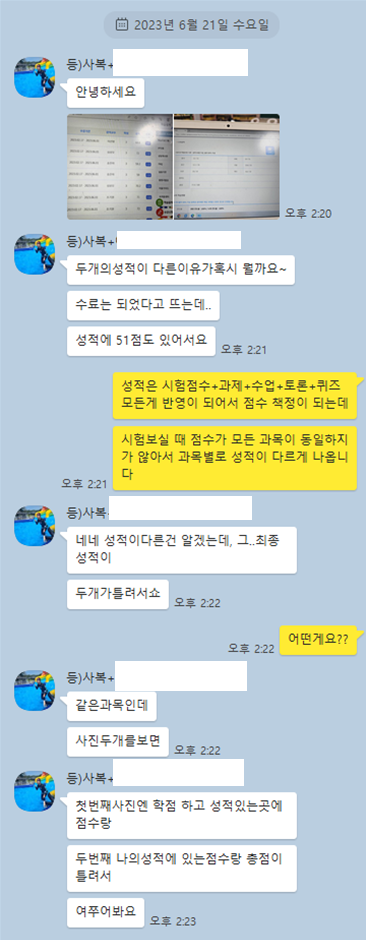 2023년 6월 21일 수요일
등)사복+
안녕하세요
오후 2:20
등)사복+
두개의성적이 다른이유가혹시 뭘까요~
수료는 되었다고 뜨는데..
성적에 51점도 있어서요
오후 2:21
성적은 시험점수+과제+수업+토론+퀴즈
모든게 반영이 되어서 점수 책정이 되는데
시험보실 때 점수가 모든 과목이 동일하지
가 않아서 과목별로 성적이 다르게 나옵니
다
오후 2:21
등)사복
네네 성적이다른건 알겠는데, 그..최종
성적이
두개가틀려서쇼
오후 2:22
어떤게요??
오후 2:22
등)사복+
같은과목인데
사진두개를보면
오후 2:22
등)사복+
첫번째사진엔 학점 하고 성적있는곳에
점수랑
두번째 나의성적에 있는점수랑 총점이
틀려서
여쭈어봐요
오후 2:23